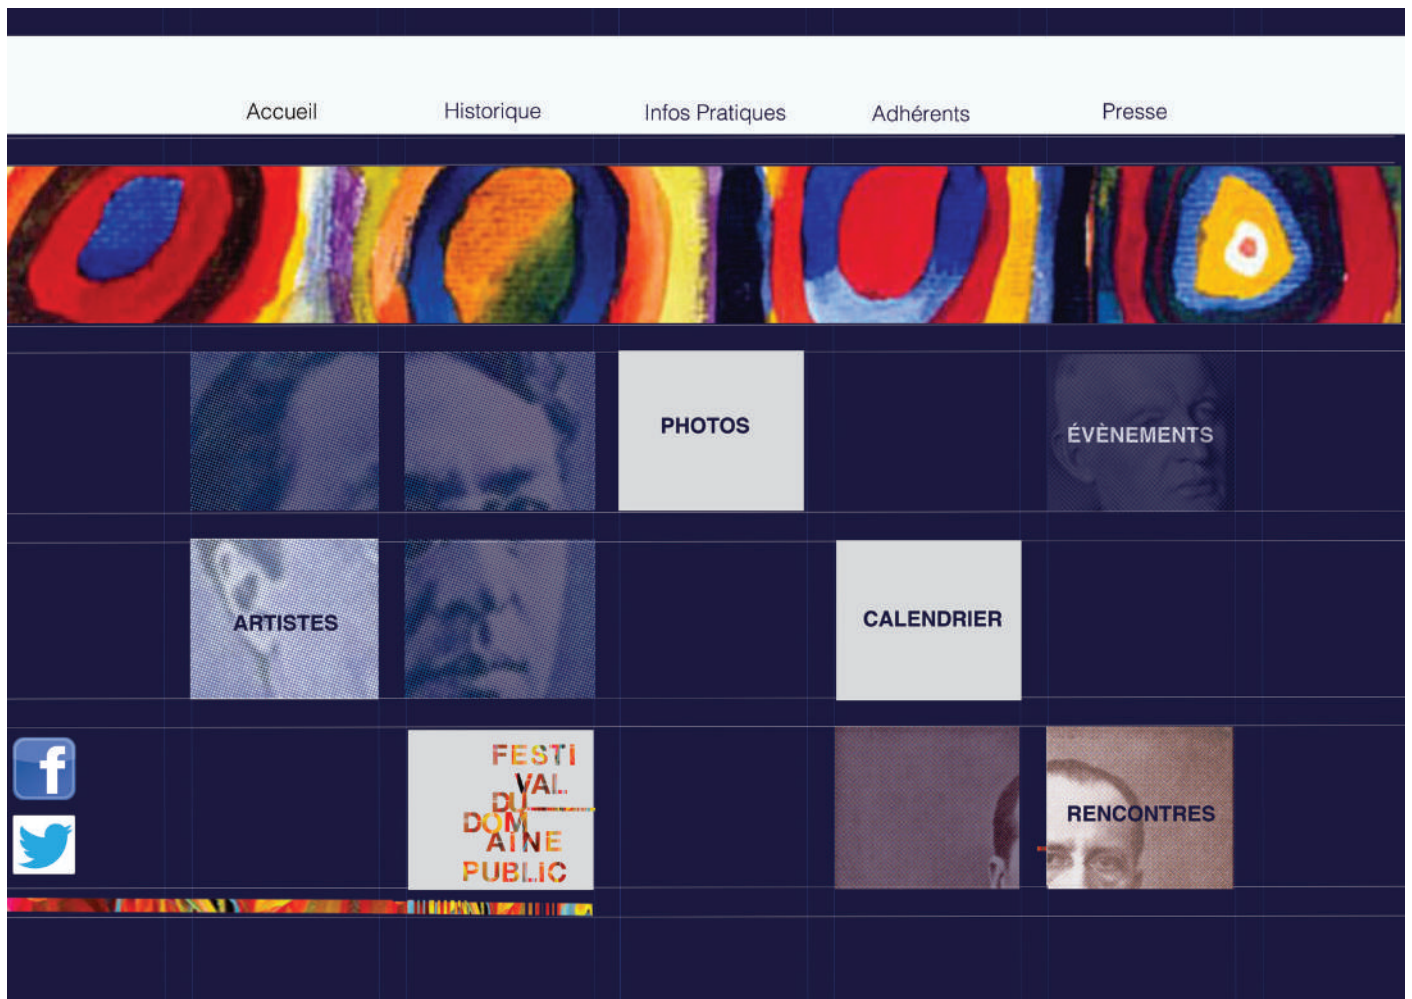 Accueil
Historique
Infos Pratiques
Adhérents
Presse
PHOTOS
ÉVÈNEMENTS
ARTISTES
CALENDRIER
FESTI
VAL
DU
DOM
AINE
PUBLIC
RENCONTRES